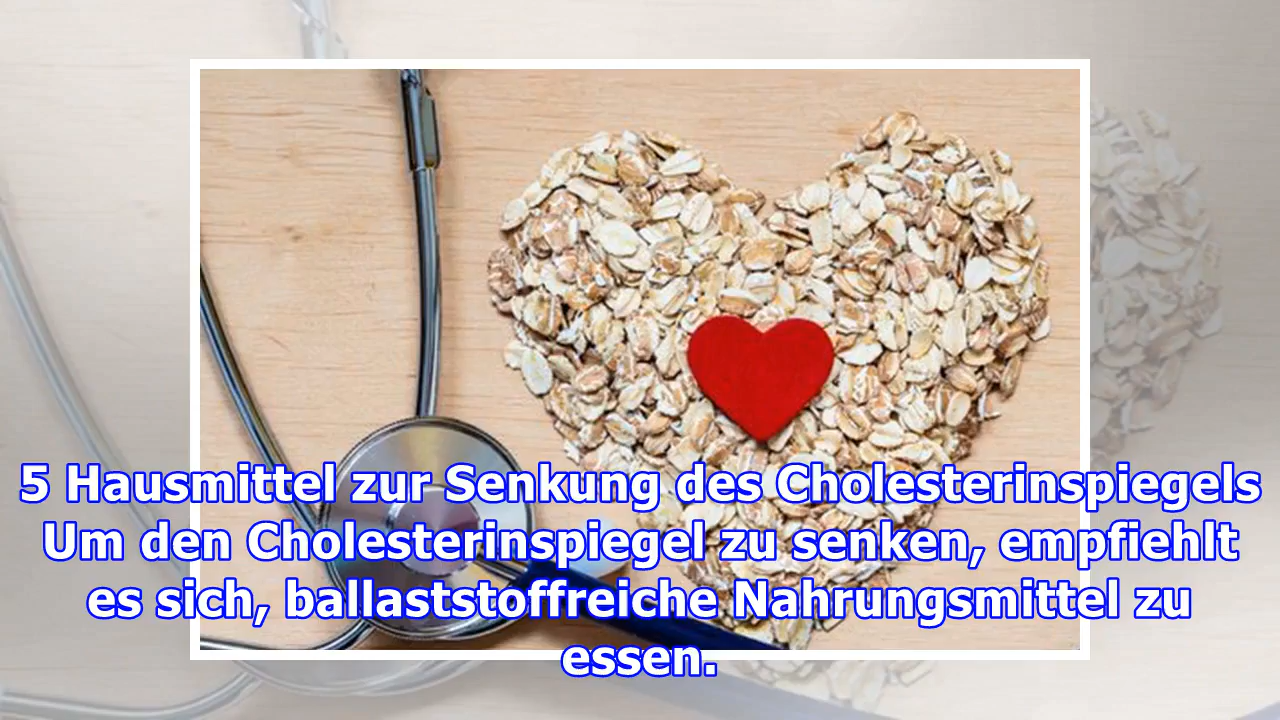 5 Hausmittel zur Senkung des Cholesterinspiegels
Um den Cholesterinspiegel zu senken, empfiehlt
es sich, ballaststoffreiche Nahrungsmittel zu
essen.